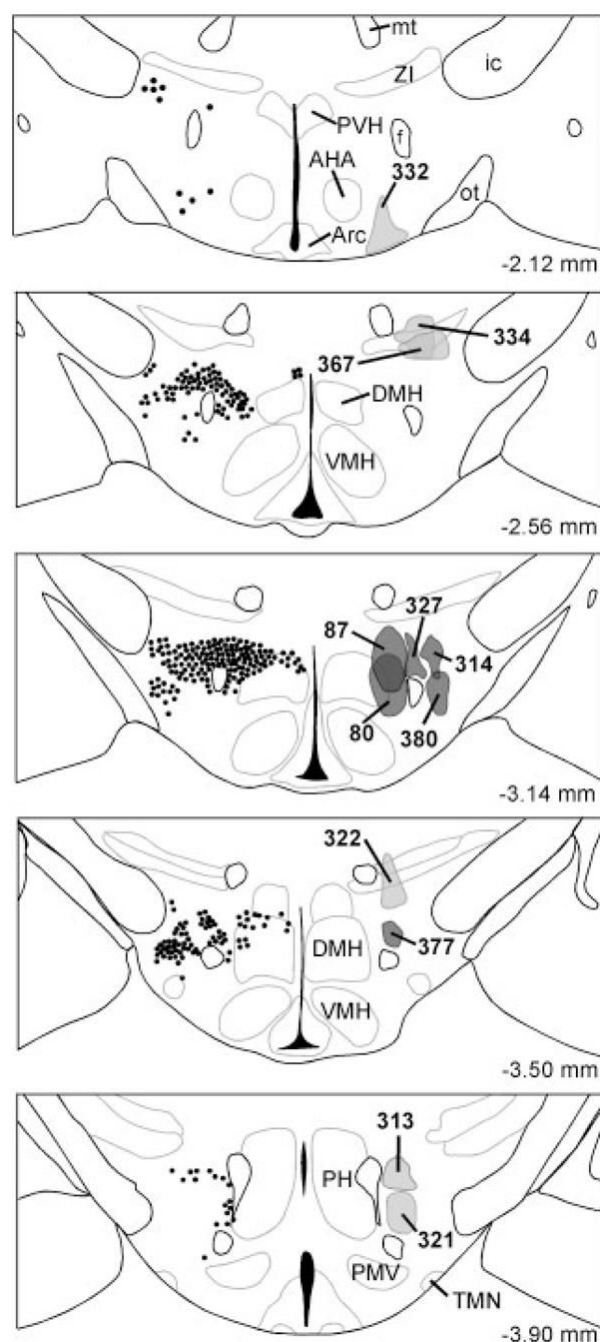 mt
ZI
ic
PVH
f
AHA
332
ot
Arc
-2.12 mm
334
367
DMH
VMH
-2.56 mm
327
87
314
80
380
-3.14 mm
322
377
DMH
VMH
-3.50 mm
313
PH
321
PMV
TMN
-3.90 mm